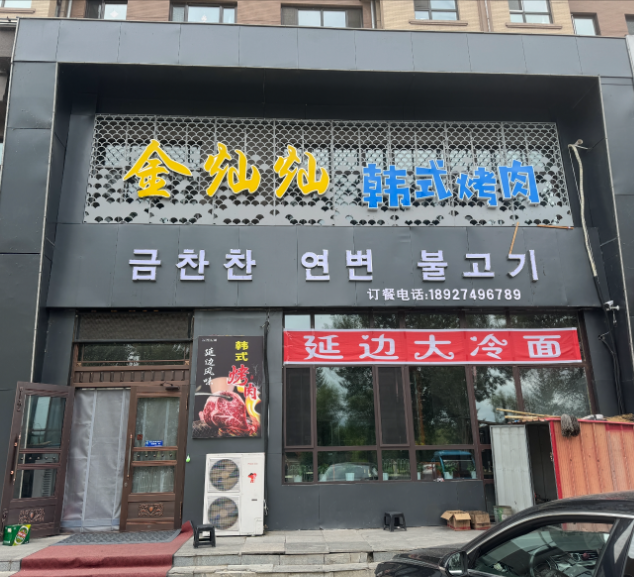 金灿灿 韩式烤肉
금찬찬 연변 불고기
订餐电话:18927496789
延边大冷面
韩式
烤肉
延边风味